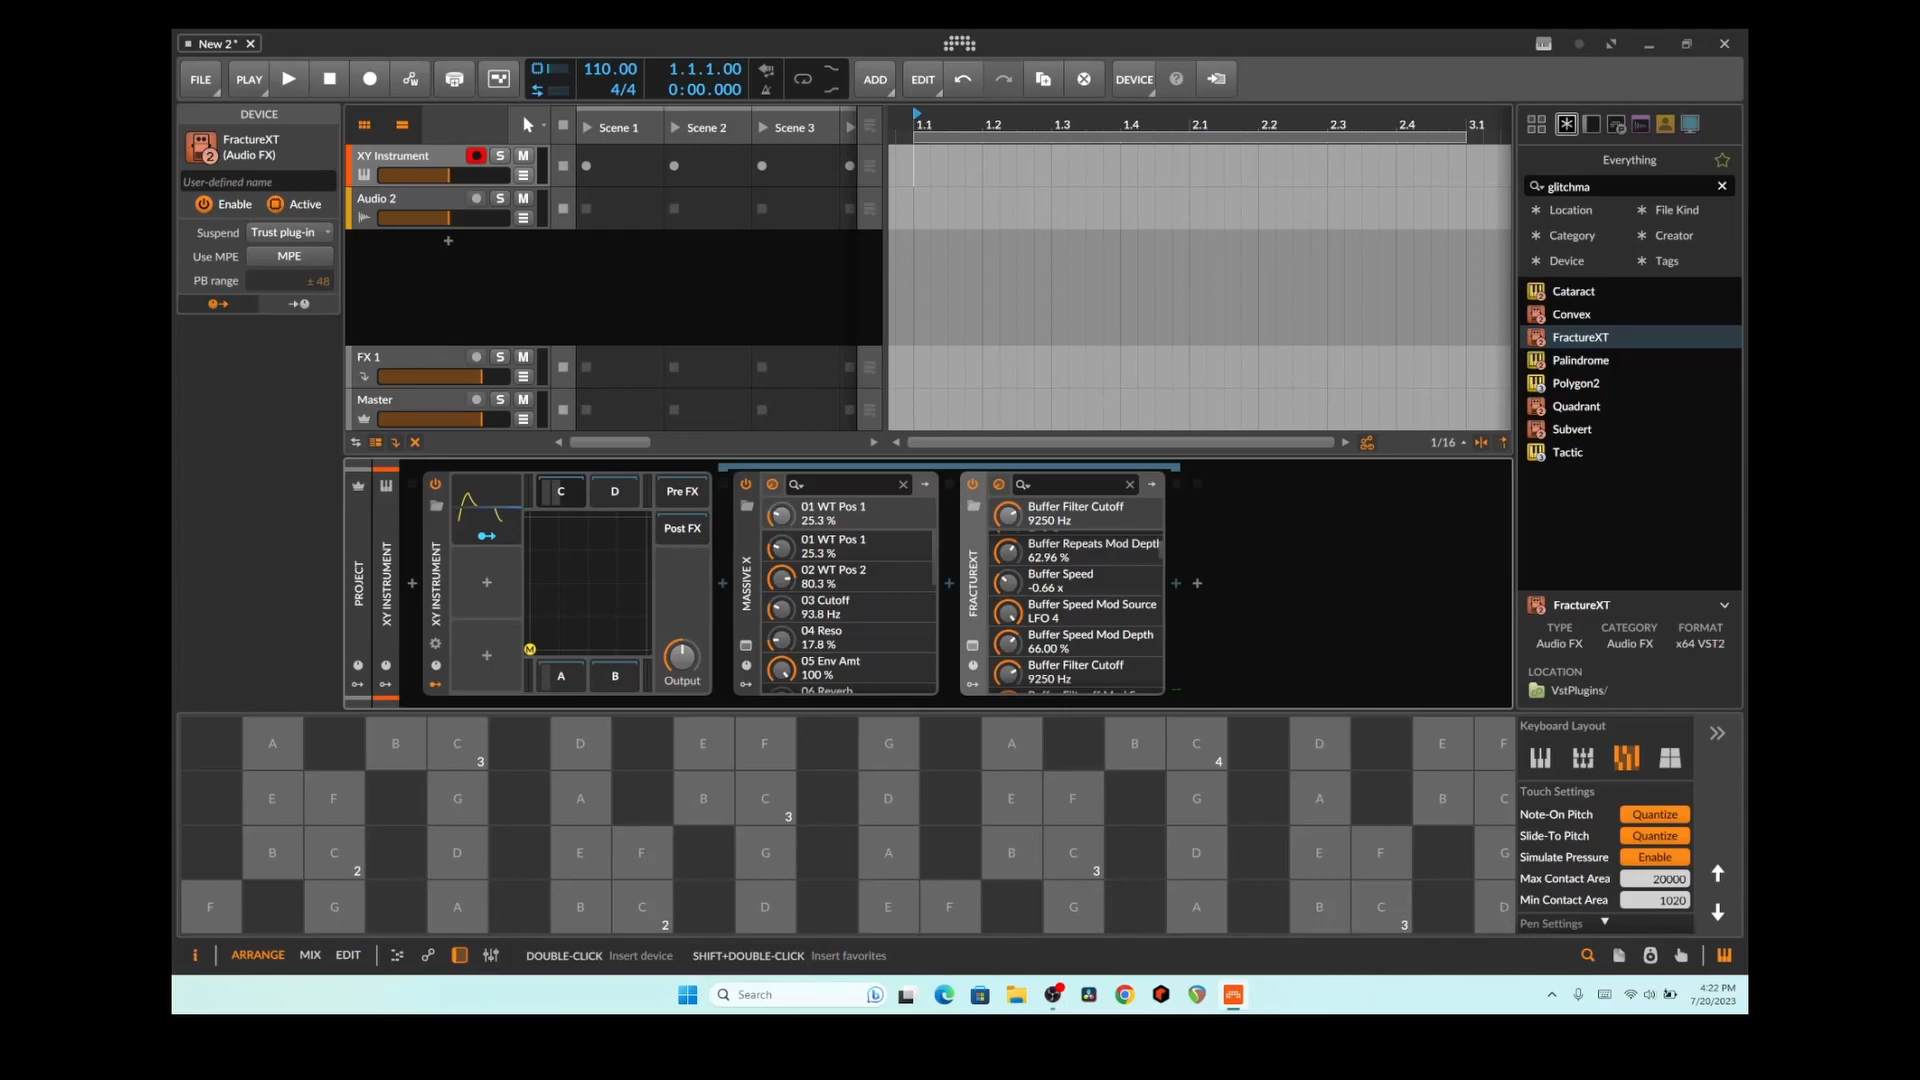 New 2*
FILE
PLAY
110.00
4/4
1.1.1.00
0:00.000
ADD
EDIT
DEVICE
DEVICE
FractureXT
(Audio FX)
User-defined name
Enable
Active
Suspend
Trust plug-in
Use MPE
MPE
PB range
± 48
Scene 1
Scene 2
Scene 3
XY Instrument
S
M
Audio 2
S
M
FX 1
S
M
Master
S
M
1.1
1.2
1.3
1.4
2.1
2.2
2.3
2.4
3.1
1/16
Everything
glitchma
Location
File Kind
Category
Creator
Device
Tags
Cataract
Convex
FractureXT
Palindrome
Polygon2
Quadrant
Subvert
Tactic
FractureXT
TYPE
CATEGORY
FORMAT
Audio FX
Audio FX
x64 VST2
LOCATION
VstPlugins/
PROJECT
XY INSTRUMENT
XY INSTRUMENT
C
D
A
B
M
Pre FX
Post FX
Output
MASSIVE X
01 WT Pos 1
25.3 %
01 WT Pos 1
25.3 %
02 WT Pos 2
80.3 %
03 Cutoff
93.8 Hz
04 Reso
17.8 %
05 Env Amt
100 %
06 Reverb
FRACTUREXT
Buffer Filter Cutoff
9250 Hz
Buffer Repeats Mod Depth
62.96 %
Buffer Speed
-0.66 x
Buffer Speed Mod Source
LFO 4
Buffer Speed Mod Depth
66.00 %
Buffer Filter Cutoff
9250 Hz
A B C 3 D E F G A B C 4 D E F
E F G A B C 3 D E F G A B C
B C 2 D E F G A B C 3 D E F G
F G A B C 2 D E F G A B C 3 D
Keyboard Layout
Touch Settings
Note-On Pitch
Quantize
Slide-To Pitch
Quantize
Simulate Pressure
Enable
Max Contact Area
20000
Min Contact Area
1020
Pen Settings
i
ARRANGE
MIX
EDIT
DOUBLE-CLICK Insert device
SHIFT+DOUBLE-CLICK Insert favorites
Search
4:22 PM
7/20/2023